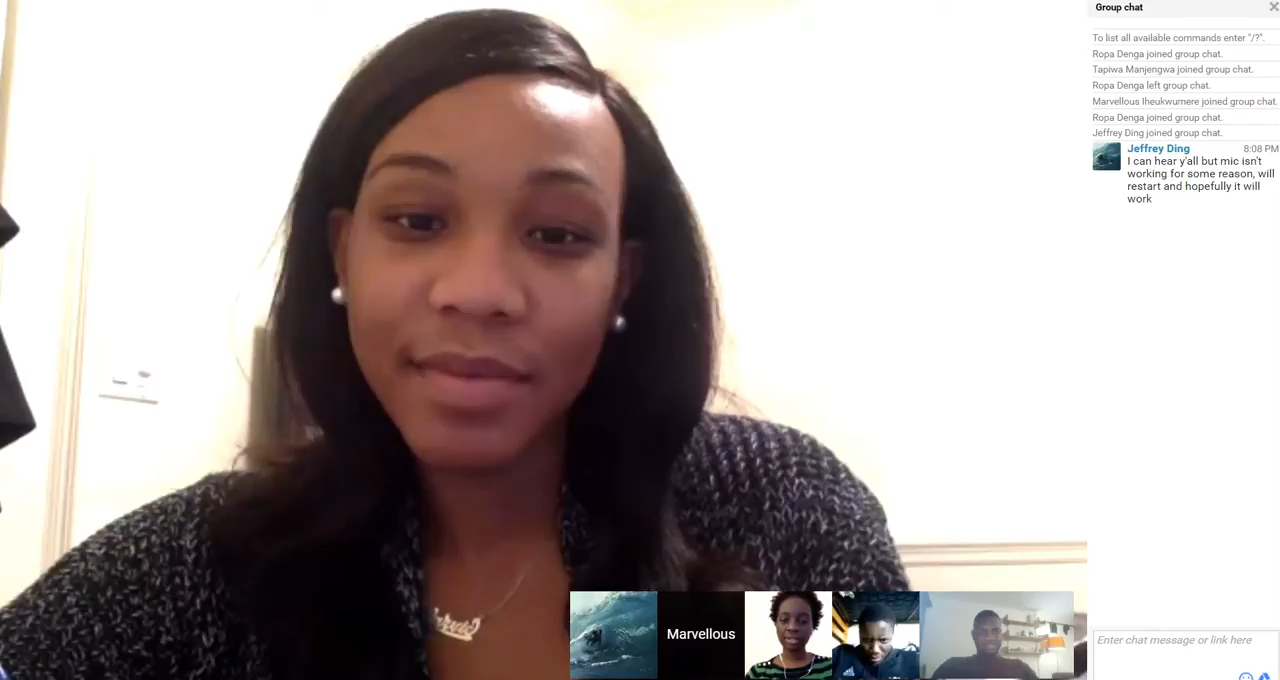 Group chat
To list all available commands enter "/?".
Ropa Denga joined group chat.
Tapiwa Manjengwa joined group chat.
Ropa Denga left group chat.
Marvellous Iheukwumere joined group chat.
Ropa Denga joined group chat.
Jeffrey Ding joined group chat.
Jeffrey Ding 8:08 PM
I can hear y'all but mic isn't
working for some reason, will
restart and hopefully it will
work
Marvellous
Enter chat message or link here